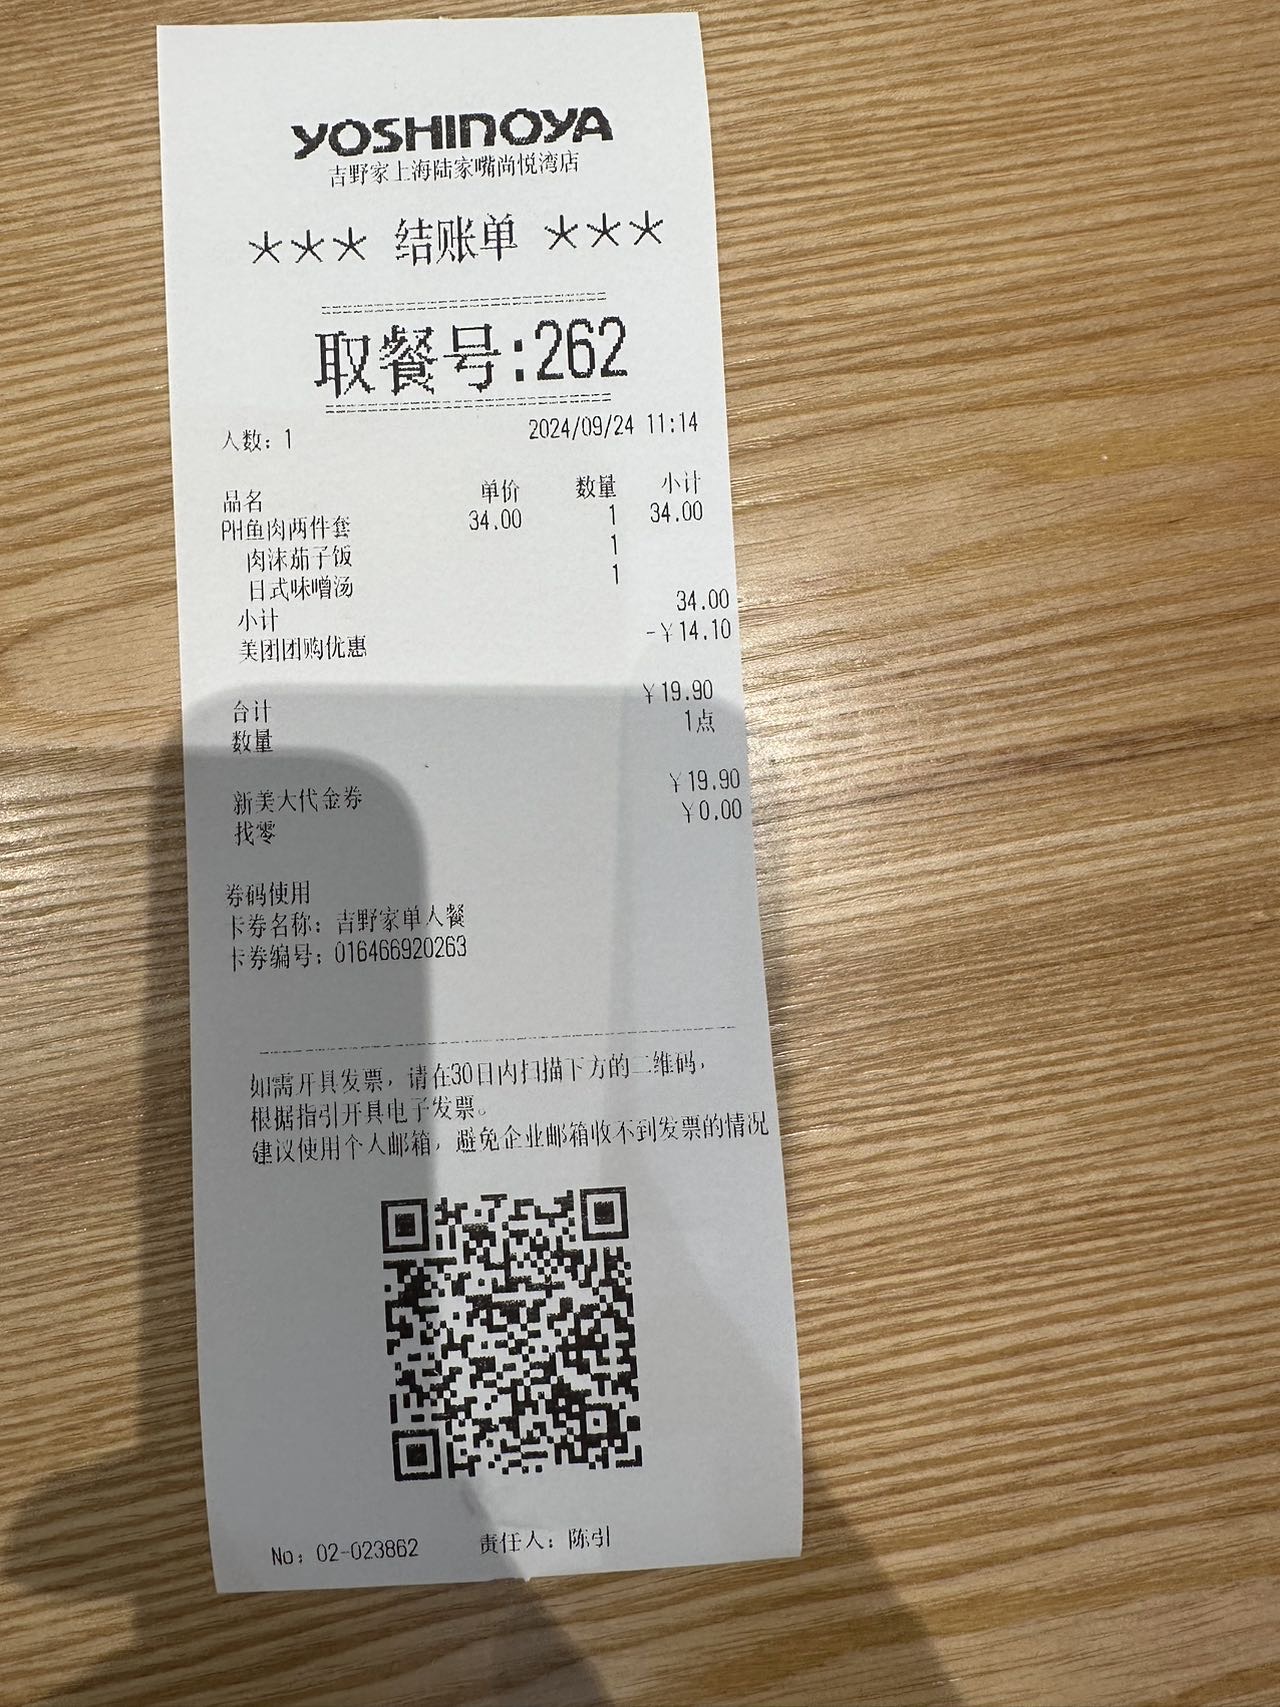 YOSHINOYA
吉野家上海陆家嘴尚悦湾店
*** 结账单 ***
取餐号:262
人数: 1 2024/09/24 11:14
品名 单价 数量 小计
PH鱼肉两件套 34.00 1 34.00
肉沫茄子饭 1
日式味噌汤 1
小计 34.00
美团团购优惠 -¥14.10
合计 ¥19.90
数量 1点
新美大代金券 ¥19.90
找零 ¥0.00
券码使用
卡券名称: 吉野家单人餐
卡券编号: 016466920263
如需开具发票, 请在30日内扫描下方的二维码,
根据指引开具电子发票。
建议使用个人邮箱, 避免企业邮箱收不到发票的情况
No: 02-023862 责任人: 陈引